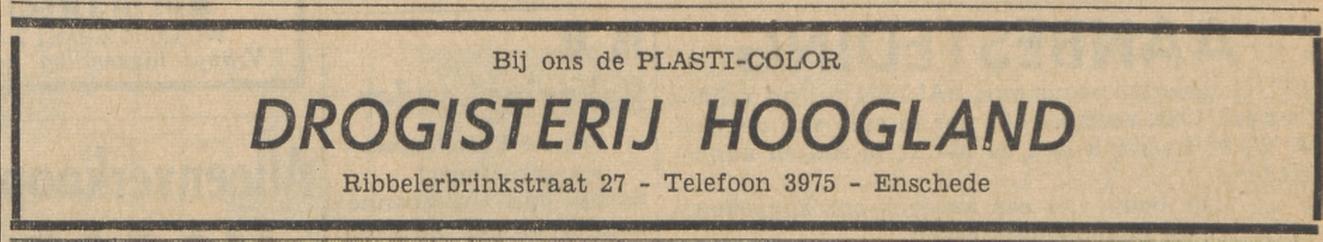 Bij ons de PLASTI-COLOR
DROGISTERIJ HOOGLAND
Ribbelerbrinkstraat 27 - Telefoon 3975 - Enschede